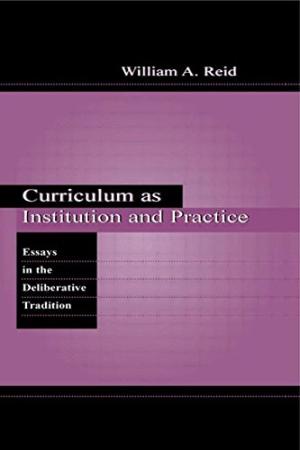 William A. Reid
Curriculum as
Institution and Practice
Essays
in the
Deliberative
Tradition